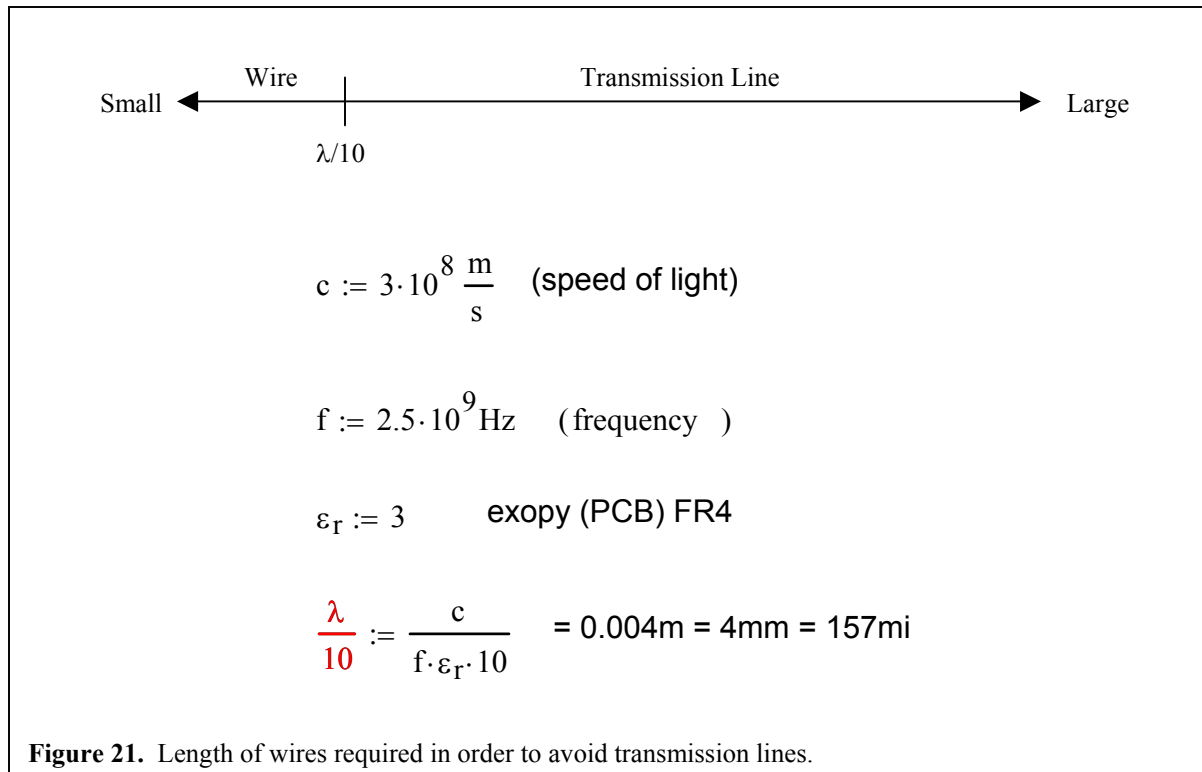 Wire Transmission Line
Small Large
λ/10
c := 3·10^8 m/s (speed of light)
f := 2.5·10^9 Hz (frequency )
ε_r := 3 exopy (PCB) FR4
λ/10 := c/(f·ε_r·10) = 0.004m = 4mm = 157mi
Figure 21. Length of wires required in order to avoid transmission lines.